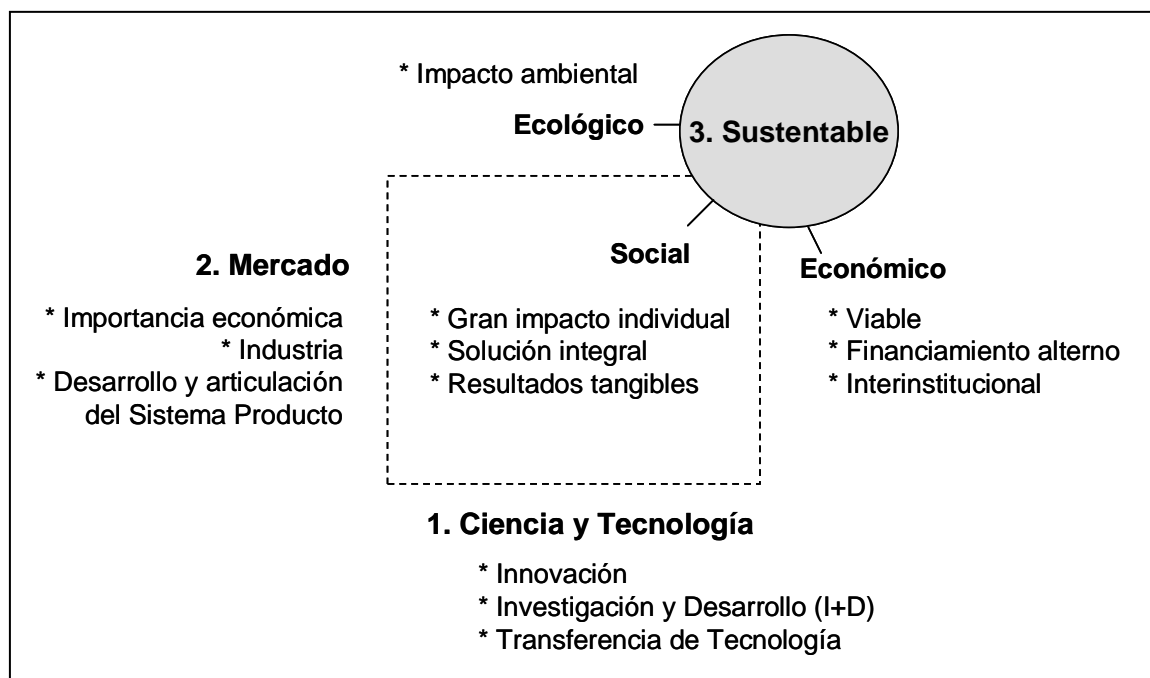 * Impacto ambiental
Ecológico
3. Sustentable
Social
Económico
2. Mercado
* Importancia económica
* Industria
* Desarrollo y articulación
del Sistema Producto
* Gran impacto individual
* Solución integral
* Resultados tangibles
* Viable
* Financiamiento alterno
* Interinstitucional
1. Ciencia y Tecnología
* Innovación
* Investigación y Desarrollo (I+D)
* Transferencia de Tecnología